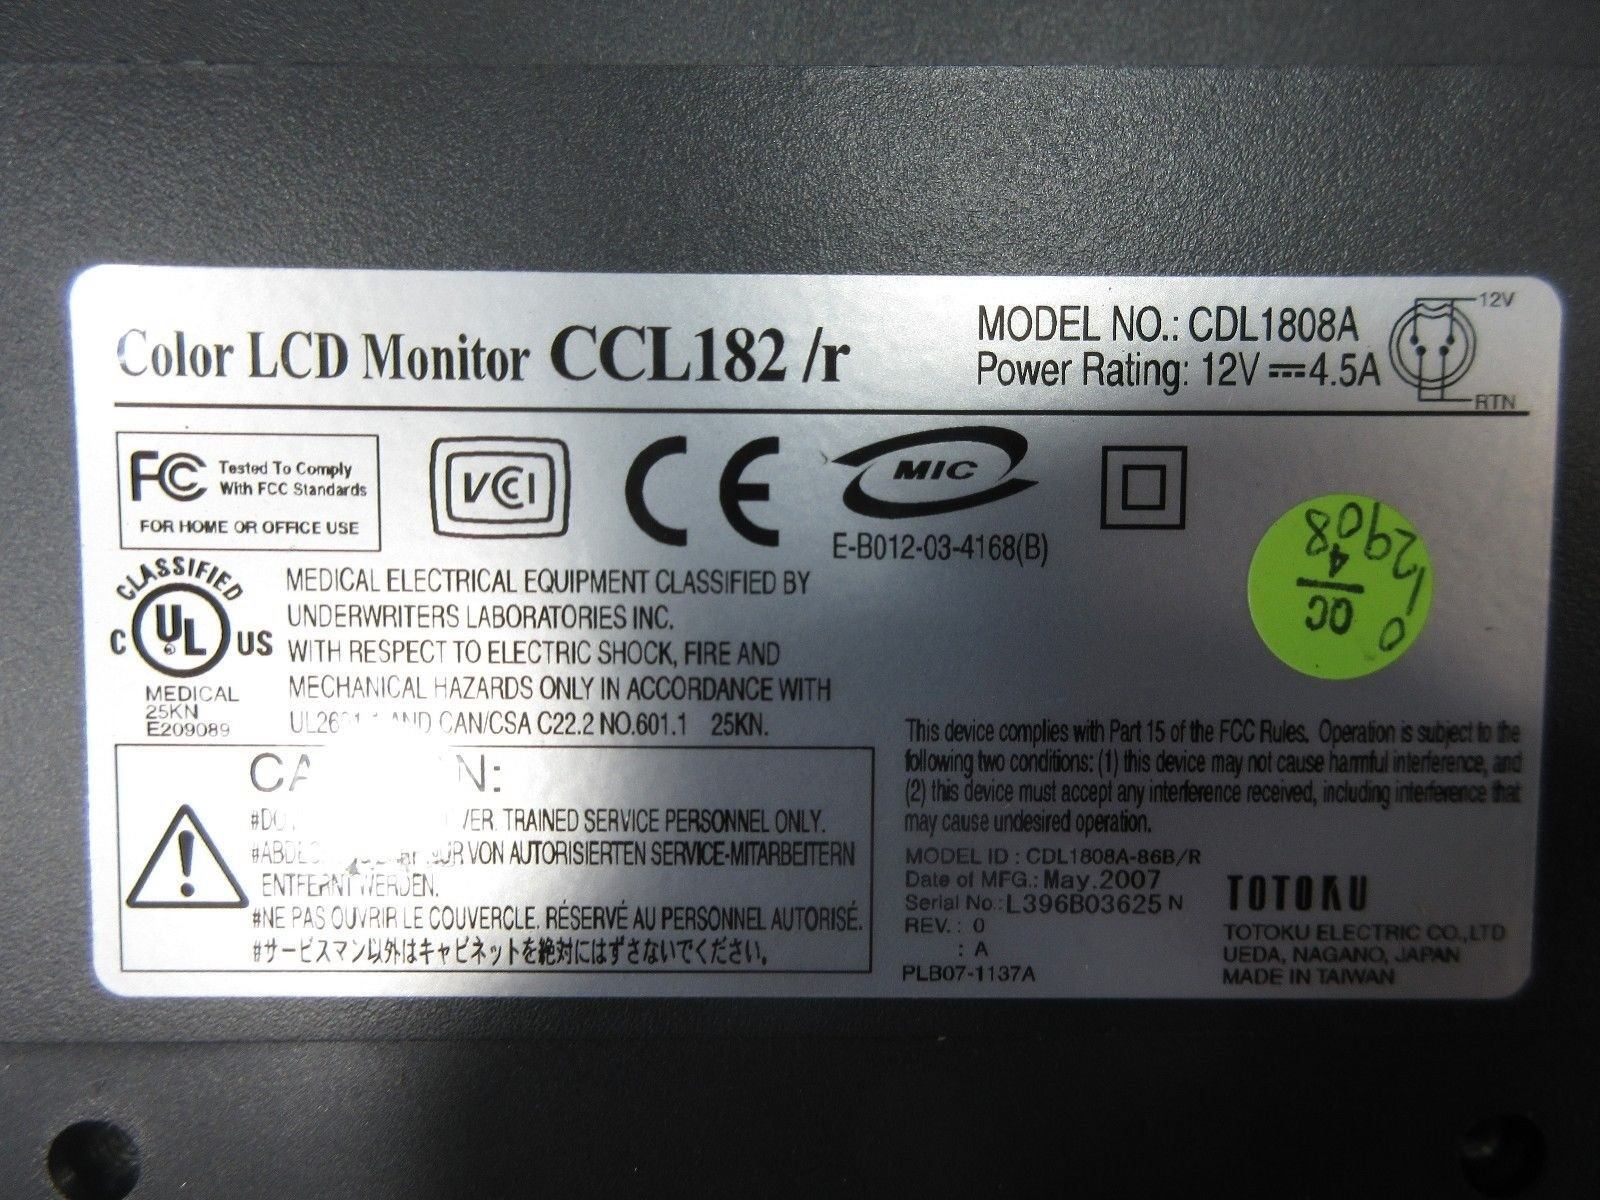 Color LCD Monitor CCL182 /r
MODEL NO.: CDL1808A
Power Rating: 12V 4.5A
12V
RTN
FC Tested To Comply
With FCC Standards
FOR HOME OR OFFICE USE
VCCI
CE
MIC
E-B012-03-4168(B)
CLASSIFIED
C UL US
MEDICAL
25KN
E209089
MEDICAL ELECTRICAL EQUIPMENT CLASSIFIED BY
UNDERWRITERS LABORATORIES INC.
WITH RESPECT TO ELECTRIC SHOCK, FIRE AND
MECHANICAL HAZARDS ONLY IN ACCORDANCE WITH
AND CAN/CSA C22.2 NO.601.1 25KN.
TRAINED SERVICE PERSONNEL ONLY.
VON AUTORISIERTEN SERVICE-MITARBEITERN
ENTFERNT WERDEN.
#NE PAS OUVRIR LE COUVERCLE. RÉSERVÉ AU PERSONNEL AUTORISÉ.
#サービスマン以外はキャビネットを絶対にはずさないでください。
QC
48
012908
This device complies with Part 15 of the FCC Rules. Operation is subject to the
following two conditions: (1) this device may not cause harmful interference, and
(2) this device must accept any interference received, including interference that
may cause undesired operation.
MODEL ID : CDL1808A-86B/R
Date of MFG.: May.2007
Serial No.: L396B03625 N
REV. : 0
: A
PLB07-1137A
TOTOKU
TOTOKU ELECTRIC CO.,LTD
UEDA, NAGANO, JAPAN
MADE IN TAIWAN